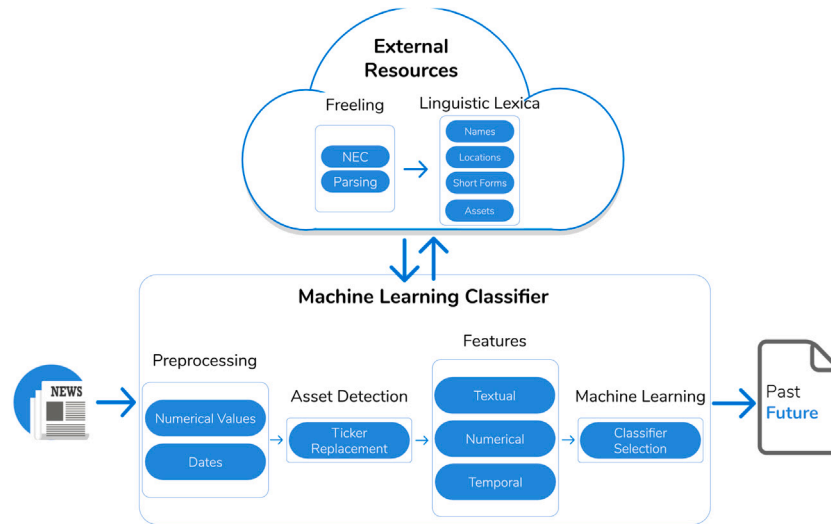 External
Resources
Freeling
Linguistic Lexica
NEC
Parsing
Names
Locations
Short Forms
Assets
Machine Learning Classifier
NEWS
Preprocessing
Numerical Values
Dates
Asset Detection
Ticker
Replacement
Features
Textual
Numerical
Temporal
Machine Learning
Classifier
Selection
Past
Future